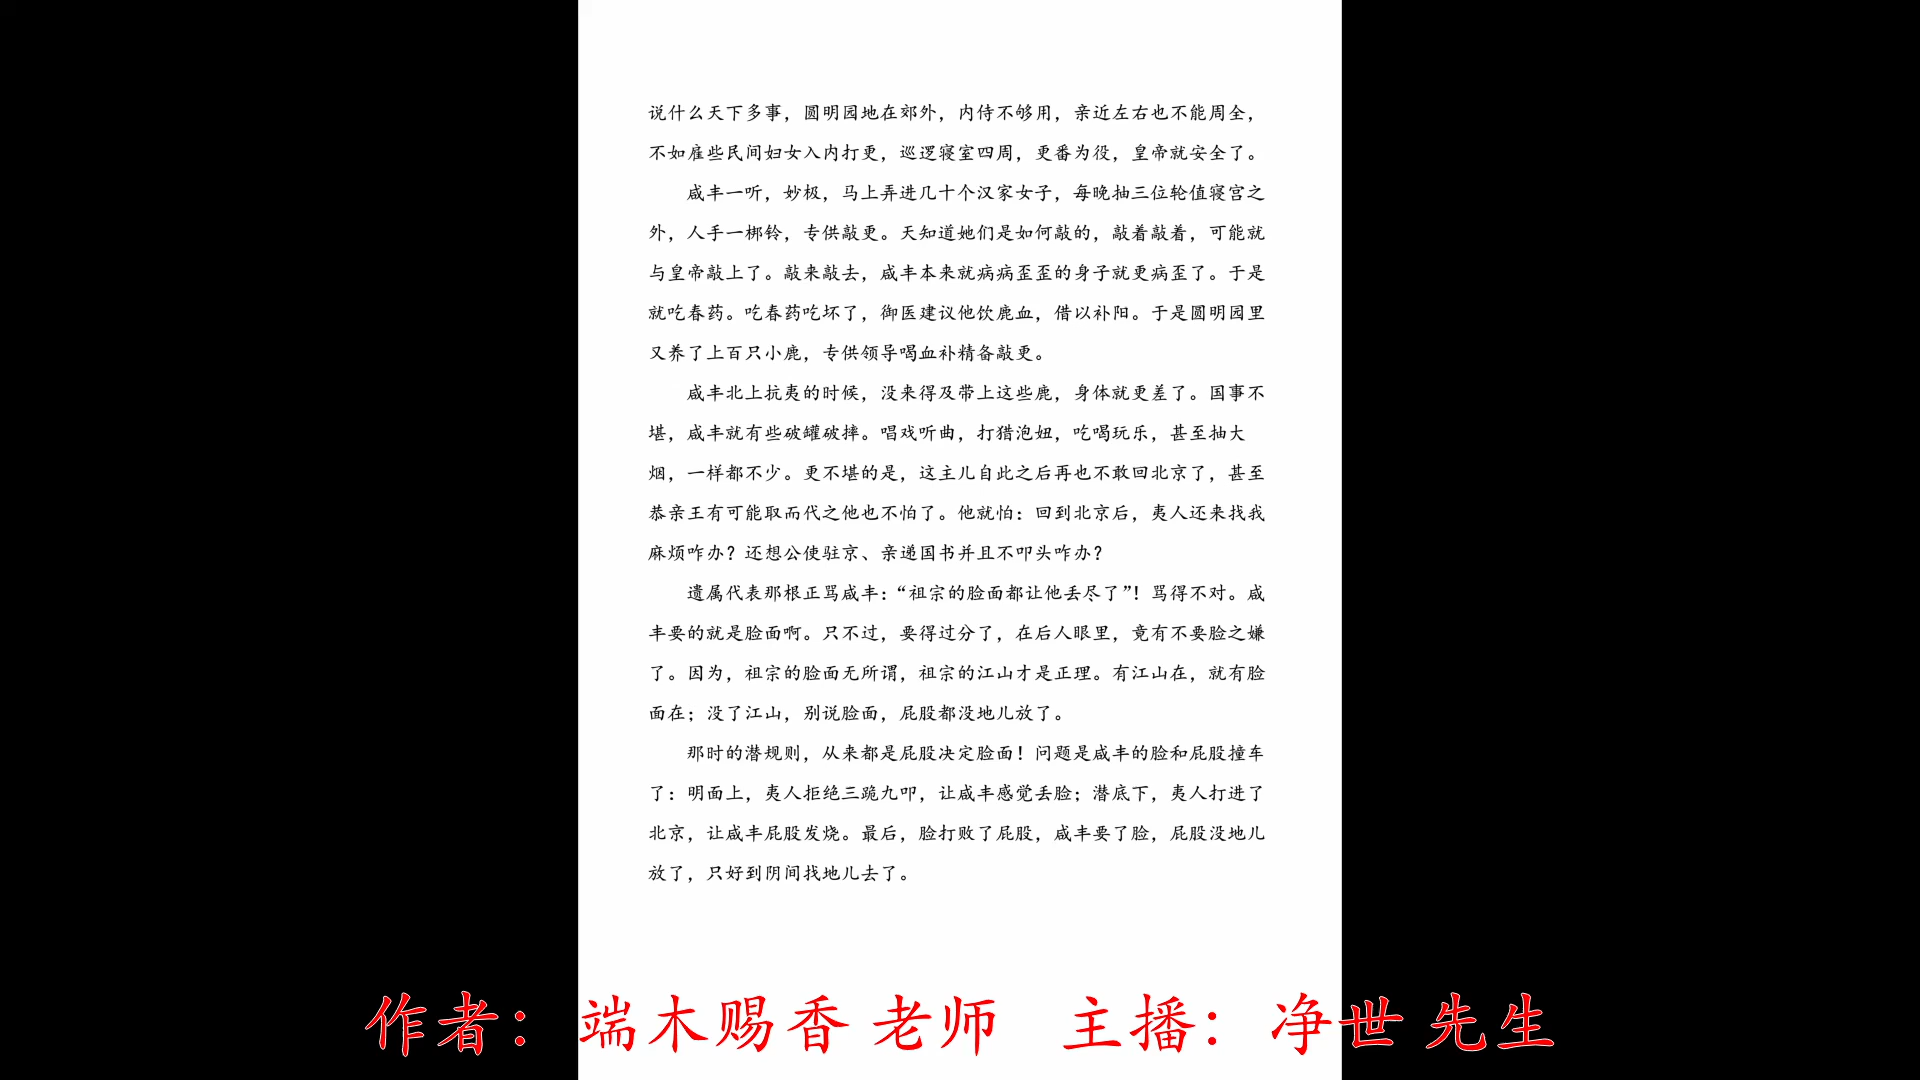 说什么天下多事，圆明园地在郊外，内侍不够用，亲近左右也不能周全，
不如雇些民间妇女入内打更，巡逻寝室四周，更番为役，皇帝就安全了。
咸丰一听，妙极，马上弄进几十个汉家女子，每晚抽三位轮值寝宫之
外，人手一梆铃，专供敲更。天知道她们是如何敲的，敲着敲着，可能就
与皇帝敲上了。敲来敲去，咸丰本来就病病歪歪的身子就更病歪了。于是
就吃春药。吃春药吃坏了，御医建议他饮鹿血，借以补阳。于是圆明园里
又养了上百只小鹿，专供领导喝血补精备敲更。
咸丰北上抗夷的时候，没来得及带上这些鹿，身体就更差了。国事不
堪，咸丰就有些破罐破摔。唱戏听曲，打猎泡妞，吃喝玩乐，甚至抽大
烟，一样都不少。更不堪的是，这主儿自此之后再也不敢回北京了，甚至
恭亲王有可能取而代之他也不怕了。他就怕：回到北京后，夷人还来找我
麻烦咋办？还想公使驻京、亲递国书并且不叩头咋办？
遗属代表那根正骂咸丰：“祖宗的脸面都让他丢尽了”！骂得不对。咸
丰要的就是脸面啊。只不过，要得过分了，在后人眼里，竟有不要脸之嫌
了。因为，祖宗的脸面无所谓，祖宗的江山才是正理。有江山在，就有脸
面在；没了江山，别说脸面，屁股都没地儿放了。
那时的潜规则，从来都是屁股决定脸面！问题是咸丰的脸和屁股撞车
了：明面上，夷人拒绝三跪九叩，让咸丰感觉丢脸；潜底下，夷人打进了
北京，让咸丰屁股发烧。最后，脸打败了屁股，咸丰要了脸，屁股没地儿
放了，只好到阴间找地儿去了。
作者：端木赐香老师 主播：净世先生